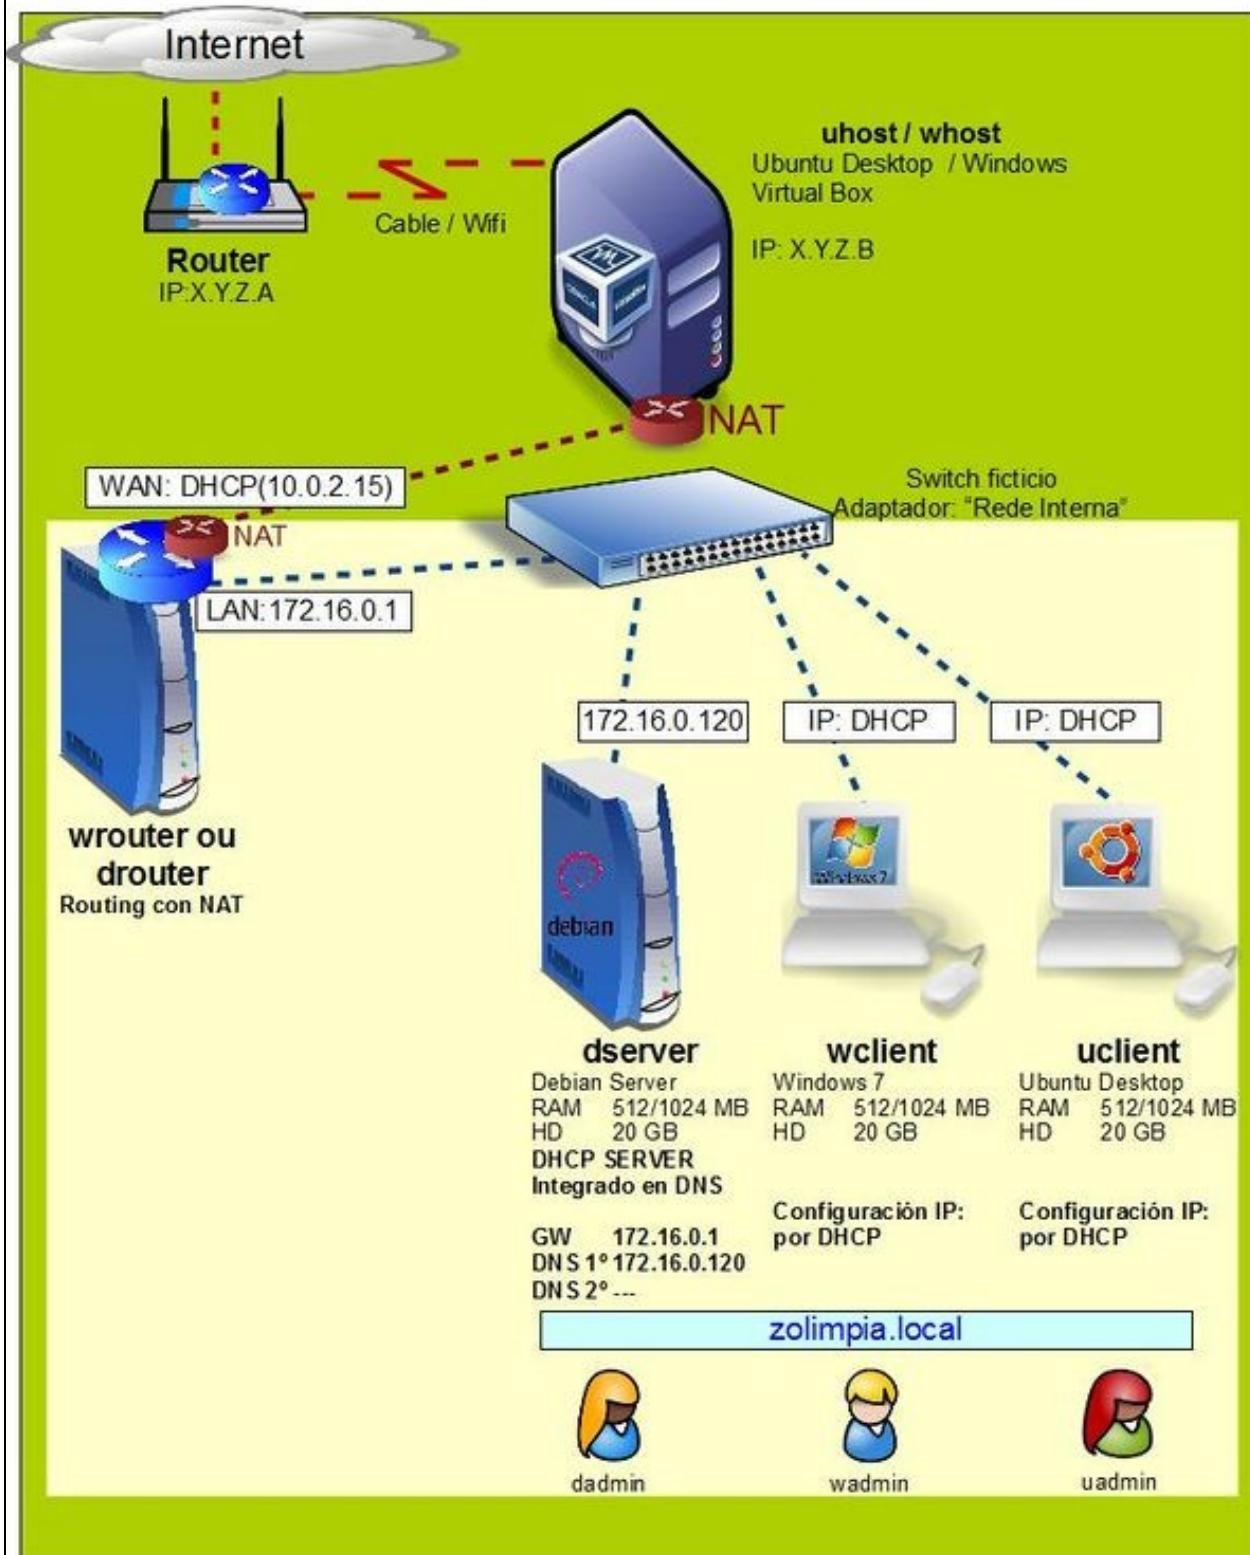 Internet
uhost / whost
Ubuntu Desktop / Windows
Virtual Box
IP: X.Y.Z.B
Cable / Wifi
Router
IP:X.Y.Z.A
NAT
WAN: DHCP(10.0.2.15)
Switch ficticio
Adaptador: "Rede Interna"
NAT
LAN:172.16.0.1
172.16.0.120
IP: DHCP
IP: DHCP
wrouter ou
drouter
Routing con NAT
debian
Windows 7
dserver
Debian Server
RAM 512/1024 MB
HD 20 GB
DHCP SERVER
Integrado en DNS
GW 172.16.0.1
DNS 1º 172.16.0.120
DNS 2º ---
wclient
Windows 7
RAM 512/1024 MB
HD 20 GB
Configuración IP:
por DHCP
uclient
Ubuntu Desktop
RAM 512/1024 MB
HD 20 GB
Configuración IP:
por DHCP
zolimpia.local
dadmin
wadmin
uadmin